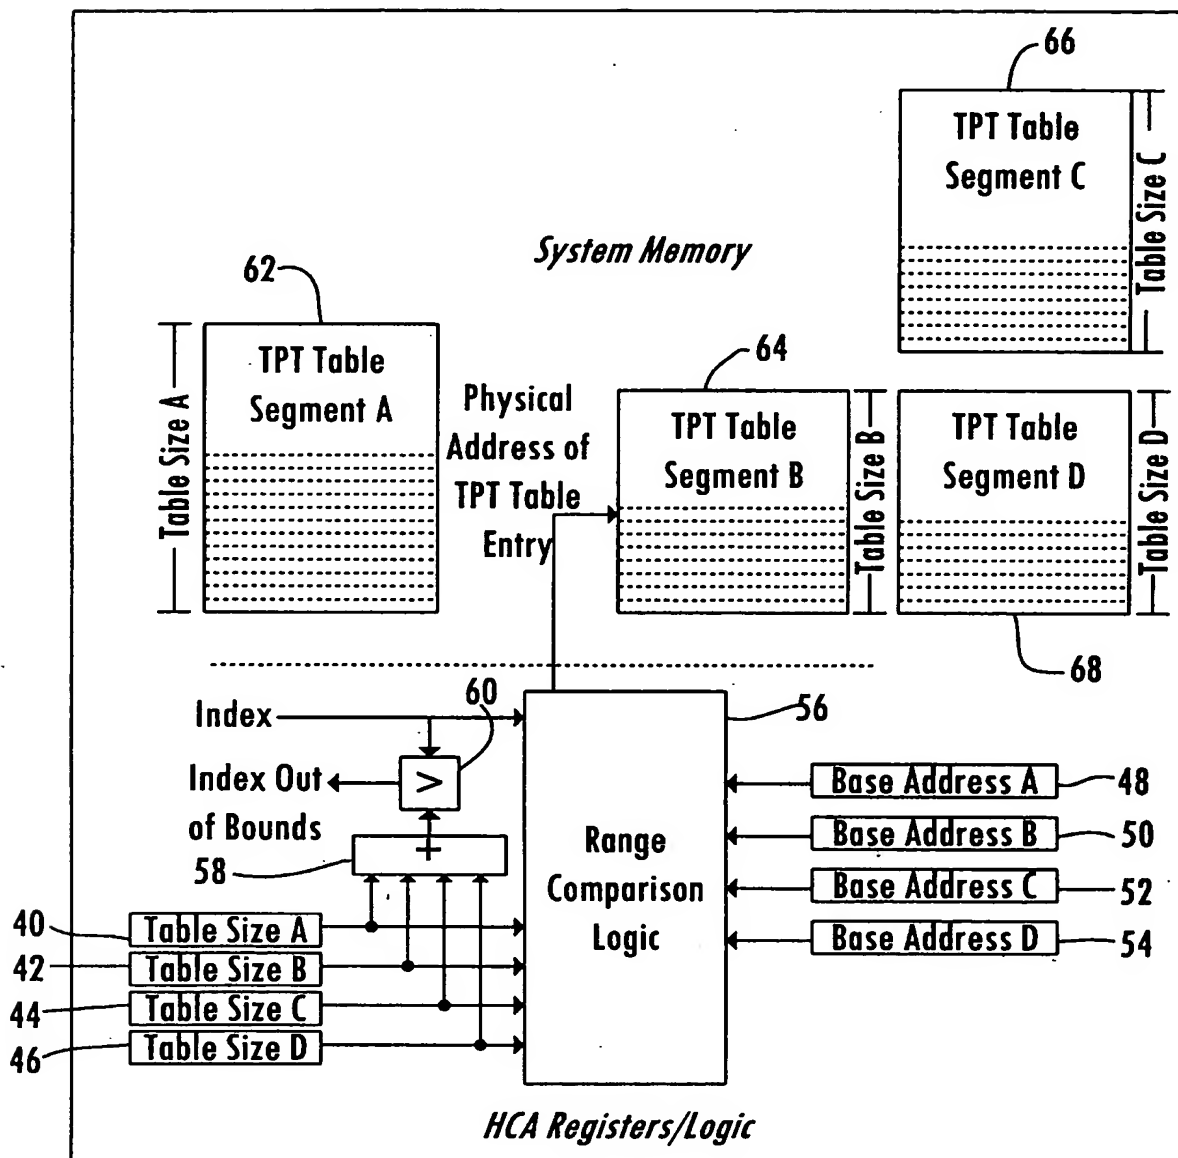 66
TPT Table
Segment C
Table Size C
System Memory
62
TPT Table
Segment A
Table Size A
Physical
Address of
TPT Table
Entry
64
TPT Table
Segment B
Table Size B
TPT Table
Segment D
Table Size D
68
Index
60
56
Index Out
of Bounds
>
58
+
Range
Comparison
Logic
Base Address A
48
Base Address B
50
Base Address C
52
Base Address D
54
40
Table Size A
42
Table Size B
44
Table Size C
46
Table Size D
HCA Registers/Logic